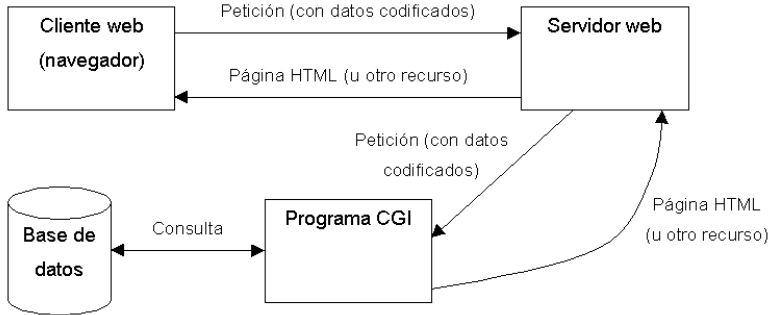 Petición (con datos codificados)
Cliente web
(navegador)
Servidor web
Página HTML (u otro recurso)
Petición (con datos
codificados)
Programa CGI
Página HTML
(u otro recurso)
Base de
datos
Consulta